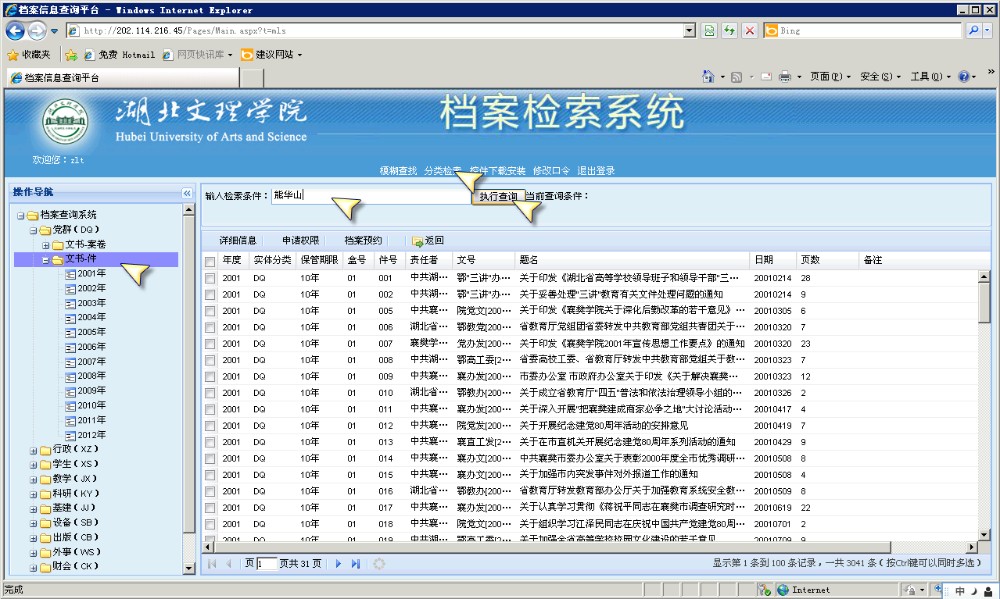 档案信息查询平台 - Windows Internet Explorer
http://202.114.216.45/Pages/Main.aspx?t=mls
Bing
收藏夹 免费 Hotmail 网页快讯库 建议网站
档案信息查询平台 页面(P) 安全(S) 工具(O) »
湖北文理学院
Hubei University of Arts and Science
档案检索系统
欢迎您：zlt
模糊查找 分类检索 控件下载安装 修改口令 退出登录
操作导航
输入检索条件： 熊华山 执行查询 当前查询条件：
档案查询系统
党群(DQ)
文书-案卷
文书-件
2001年
2002年
2003年
2004年
2005年
2006年
2007年
2008年
2009年
2010年
2011年
2012年
行政(XZ)
学生(XS)
教学(JX)
科研(KY)
基建(JJ)
设备(SB)
出版(CB)
外事(WS)
财会(CK)
详细信息 申请权限 档案预约 返回
年度 实体分类 保管期限 盒号 件号 责任者 文号 题名 日期 页数 备注
2001 DQ 10年 01 001 中共湖… 鄂"三讲"办… 关于印发《湖北省高等学校领导班子和领导干部"三… 20010214 28
2001 DQ 10年 01 002 中共湖… 鄂"三讲"办… 关于妥善处理"三讲"教育有关文件处理问题的通知 20010214 9
2001 DQ 10年 01 005 中共襄… 院党文[200… 关于印发《襄樊学院关于深化后勤改革的若干意见》… 20010305 6
2001 DQ 10年 01 006 湖北省… 鄂教党[200… 省教育厅党组团省委转发中共教育部党组共青团关于… 20010320 7
2001 DQ 10年 01 007 襄樊学… 党办发[200… 关于印发《襄樊学院2001年宣传思想工作要点》的通知 20010320 23
2001 DQ 10年 01 008 中共湖… 鄂高工委[2… 省委高校工委、省教育厅转发中共教育部党组关于教… 20010323 7
2001 DQ 10年 01 009 中共襄… 襄办发[200… 市委办公室 市政府办公室关于印发《关于解决襄樊… 20010323 12
2001 DQ 10年 01 010 湖北省… 鄂教办[200… 关于成立省教育厅"四五"普法和依法治理领导小组的… 20010326 2
2001 DQ 10年 01 011 中共襄… 襄办发[200… 关于深入开展"把襄樊建成商家必争之地"大讨论活动… 20010417 4
2001 DQ 10年 01 012 中共襄… 院党发[200… 关于开展纪念建党80周年活动的安排意见 20010419 7
2001 DQ 10年 01 013 中共襄… 襄直工发[2… 关于在市直机关开展纪念建党80周年系列活动的通知 20010429 9
2001 DQ 10年 01 014 中共襄… 襄办文[200… 中共襄樊市委办公室关于表彰2000年度全市优秀调研… 20010508 8
2001 DQ 10年 01 015 中共襄… 襄办文[200… 关于加强市内突发事件对外报道工作的通知 20010508 4
2001 DQ 10年 01 016 湖北省… 鄂教办[200… 省教育厅转发教育部办公厅关于加强教育系统安全教… 20010509 8
2001 DQ 10年 01 017 中共襄… 襄办发[200… 关于认真学习贯彻《蒋祝平同志在襄樊市调查研究时… 20010619 22
2001 DQ 10年 01 018 中共襄… 院党文[200… 关于组织学习江泽民同志在庆祝中国共产党建党80周… 20010701 2
2001 DQ 10年 01 019 中共湖… 鄂高工委[2… 关于加强全省高等学校校园文化建设的若干意见 20010709 9
页 1 页共 31 页 显示第 1 条到 100 条记录，一共 3041 条(按Ctrl键可以同时多选)
完成 Internet 中